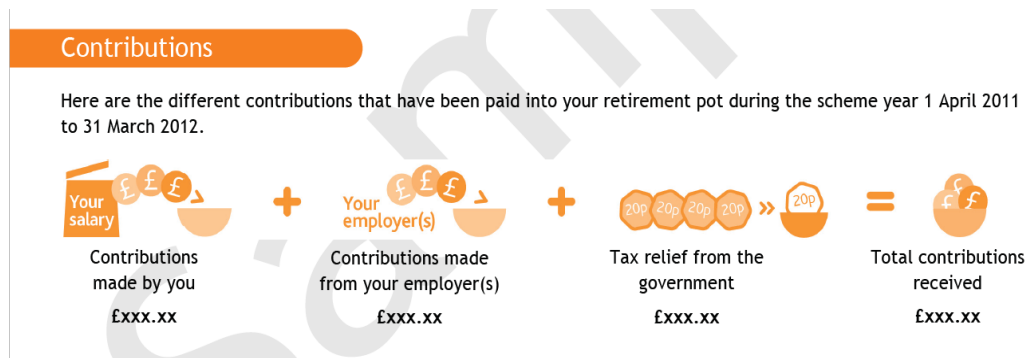 Contributions
Here are the different contributions that have been paid into your retirement pot during the scheme year 1 April 2011
to 31 March 2012.
Your
salary
£ £ £
+
Your
employer(s)
£ £ £
+
20p 20p 20p 20p » 20p
=
£ £ £
Contributions
made by you
£xxx.xx
Contributions made
from your employer(s)
£xxx.xx
Tax relief from the
government
£xxx.xx
Total contributions
received
£xxx.xx